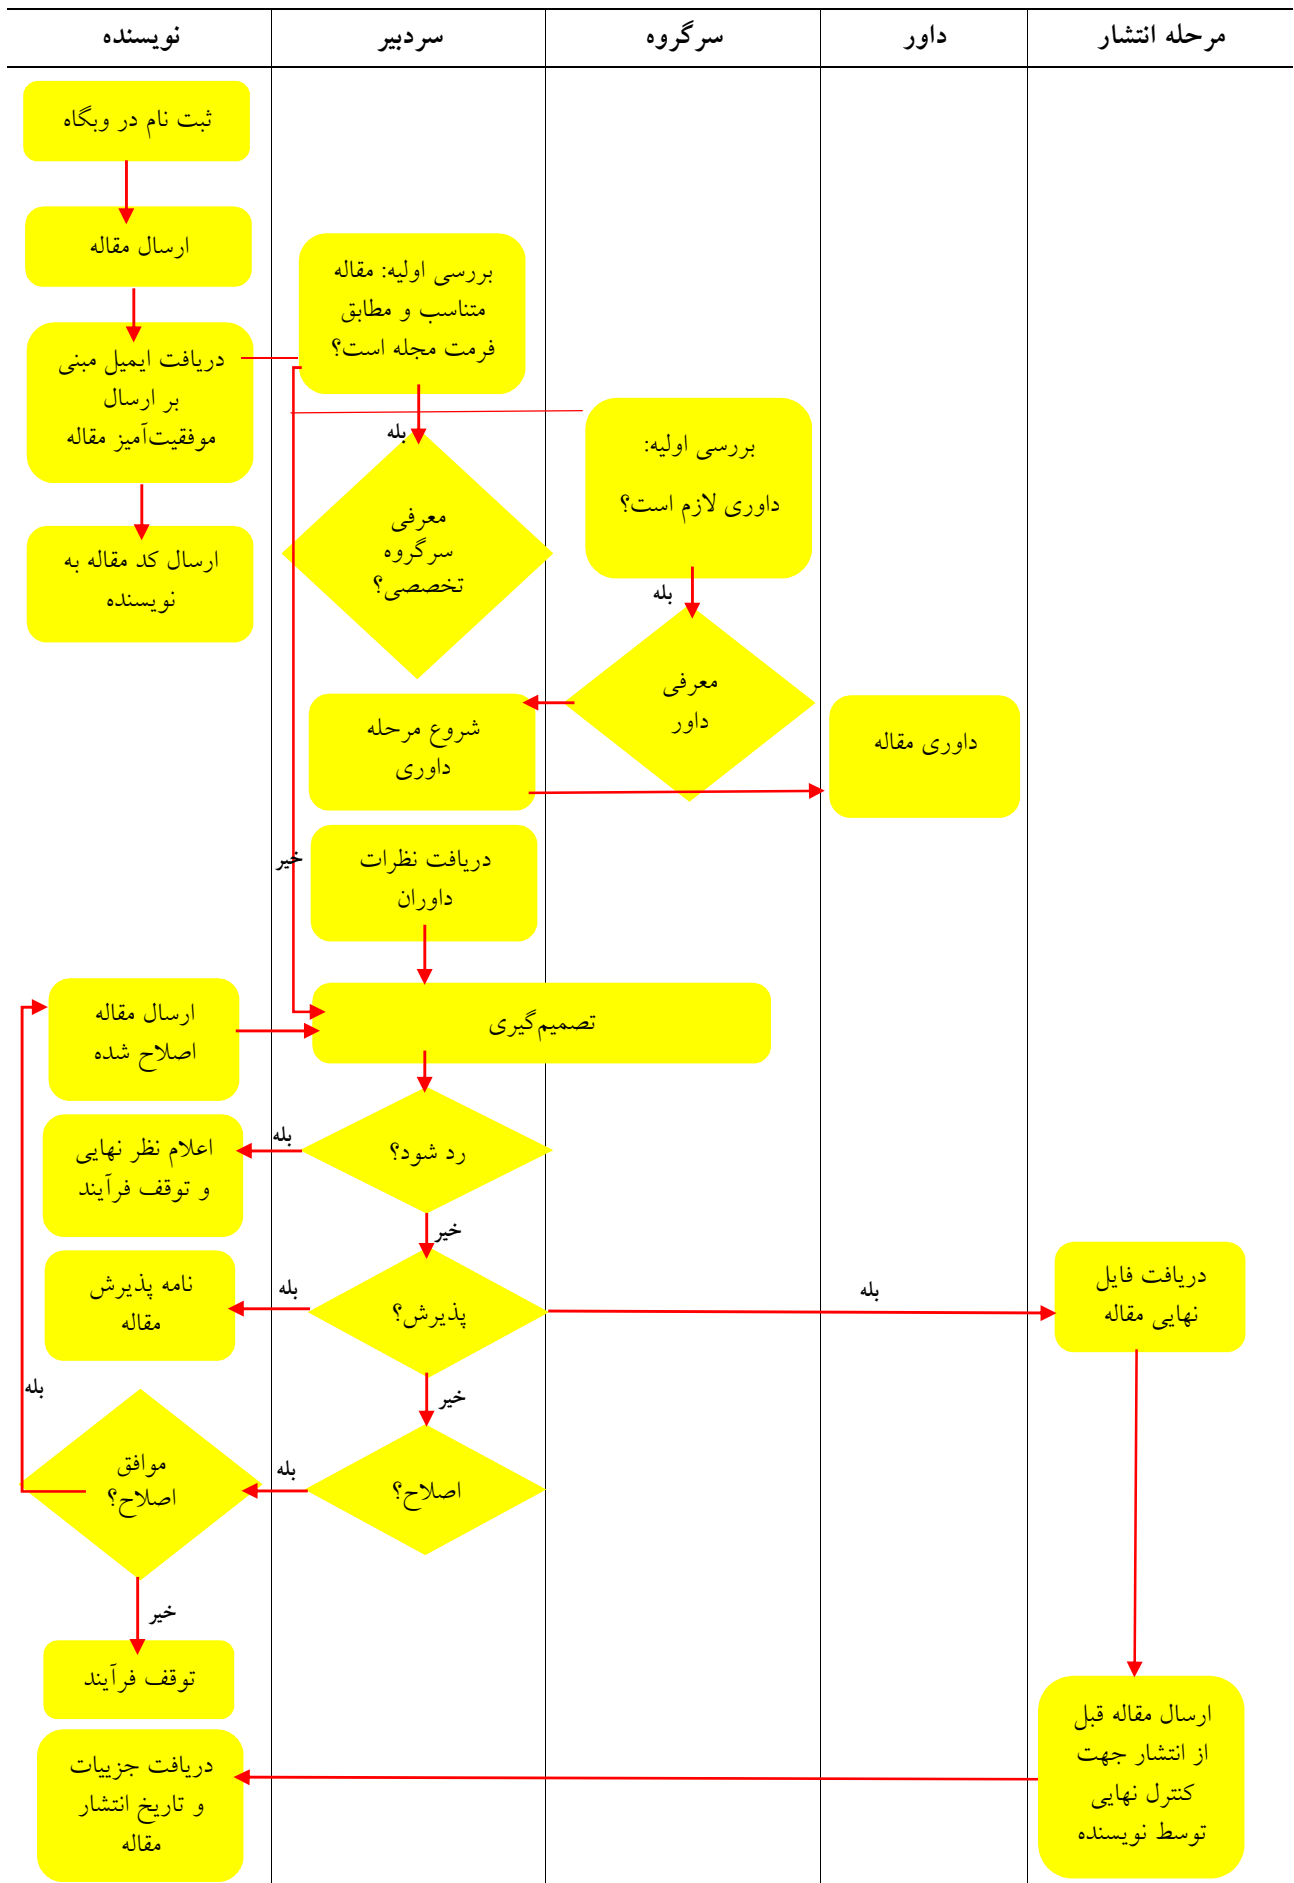 نویسنده
سردبیر
سرگروه
داور
مرحله انتشار
ثبت نام در وبگاه
ارسال مقاله
بررسی اولیه: مقاله
متناسب و مطابق
فرمت مجله است؟
دریافت ایمیل مبنی
بر ارسال
موفقیت‌آمیز مقاله
بله
بررسی اولیه:
داوری لازم است؟
ارسال کد مقاله به
نویسنده
معرفی
سرگروه
تخصصی؟
بله
معرفی
داور
شروع مرحله
داوری
داوری مقاله
خیر
دریافت نظرات
داوران
ارسال مقاله
اصلاح شده
تصمیم‌گیری
رد شود؟
بله
اعلام نظر نهایی
و توقف فرآیند
خیر
پذیرش؟
بله
نامه پذیرش
مقاله
بله
دریافت فایل
نهایی مقاله
خیر
اصلاح؟
بله
موافق
اصلاح؟
بله
خیر
توقف فرآیند
ارسال مقاله قبل
از انتشار جهت
کنترل نهایی
توسط نویسنده
دریافت جزییات
و تاریخ انتشار
مقاله